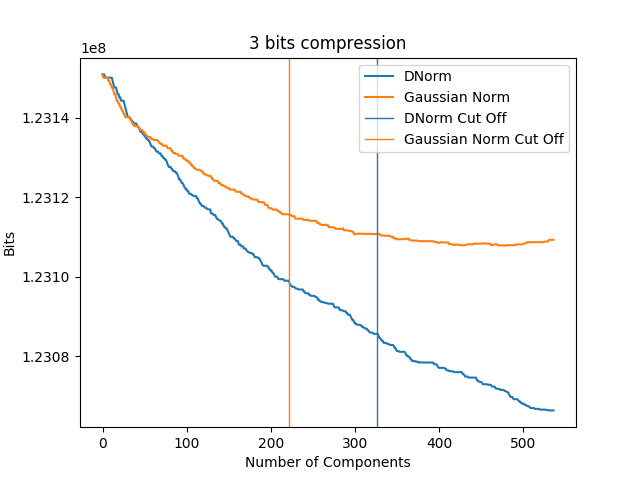 3 bits compression
1e8
1.2314
1.2312
1.2310
1.2308
Bits
DNorm
Gaussian Norm
DNorm Cut Off
Gaussian Norm Cut Off
0 100 200 300 400 500
Number of Components